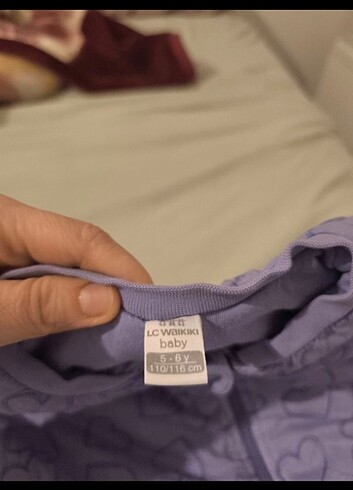 LC WAIKIKI
baby
5 - 6 y
110/116 cm